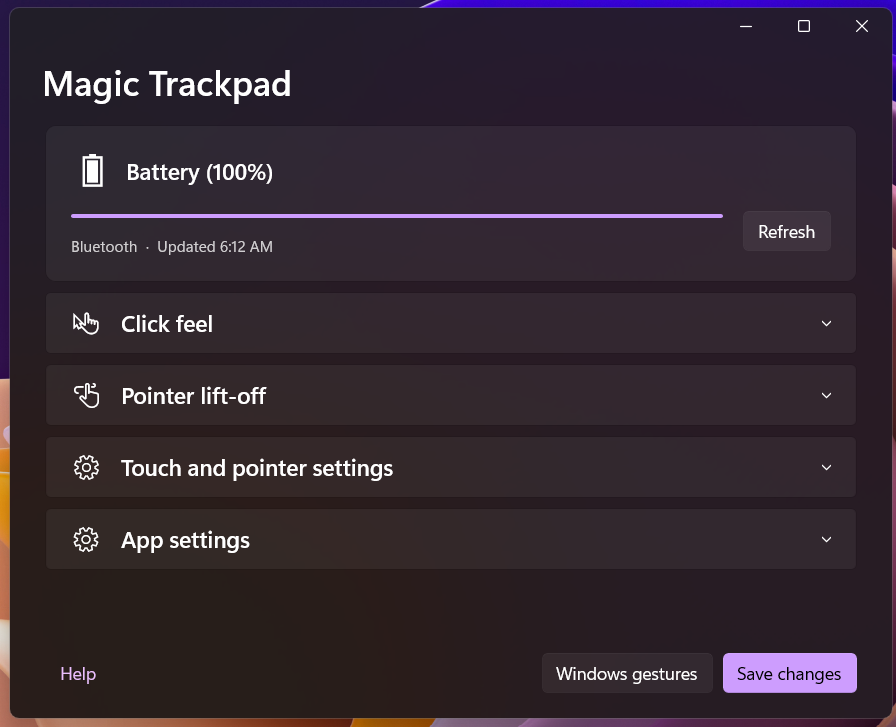 Magic Trackpad
Battery (100%)
Bluetooth · Updated 6:12 AM
Refresh
Click feel
Pointer lift-off
Touch and pointer settings
App settings
Help
Windows gestures
Save changes